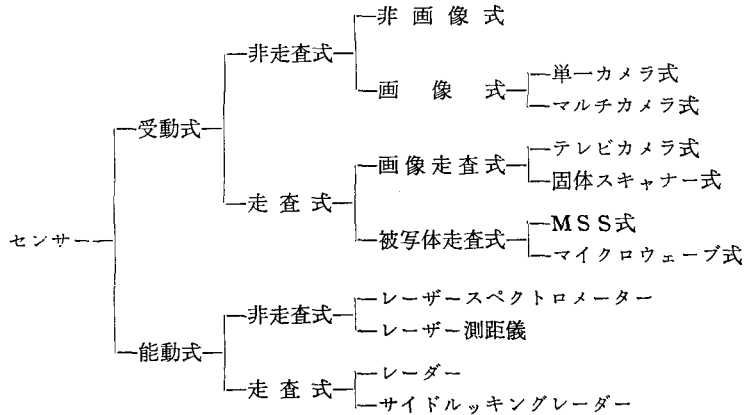 非画像式
非走査式
単一カメラ式
画像式
マルチカメラ式
受動式
テレビカメラ式
画像走査式
固体スキャナー式
走査式
MSS式
被写体走査式
マイクロウェーブ式
センサー
レーザースペクトロメーター
非走査式
レーザー測距儀
能動式
レーダー
走査式
サイドルッキングレーダー